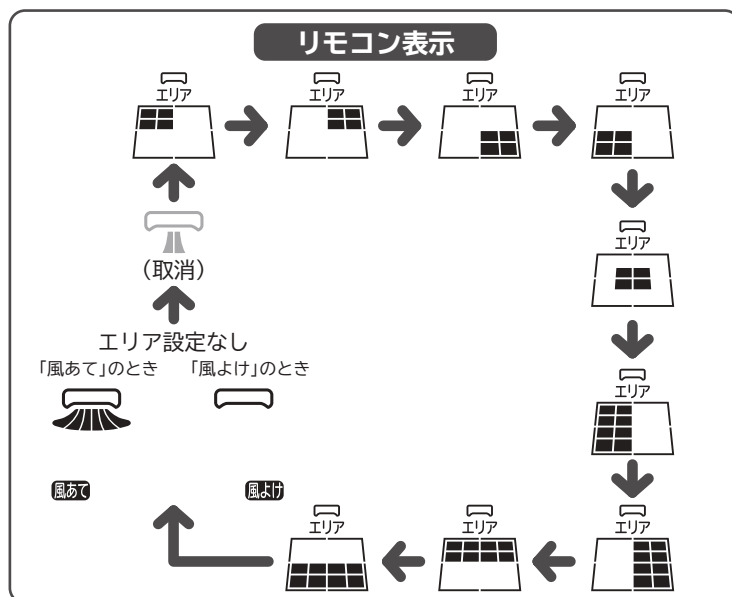 リモコン表示
エリア
エリア
エリア
エリア
エリア
(取消)
エリア設定なし
「風あて」のとき
「風よけ」のとき
エリア
風あて
風よけ
エリア
エリア
エリア